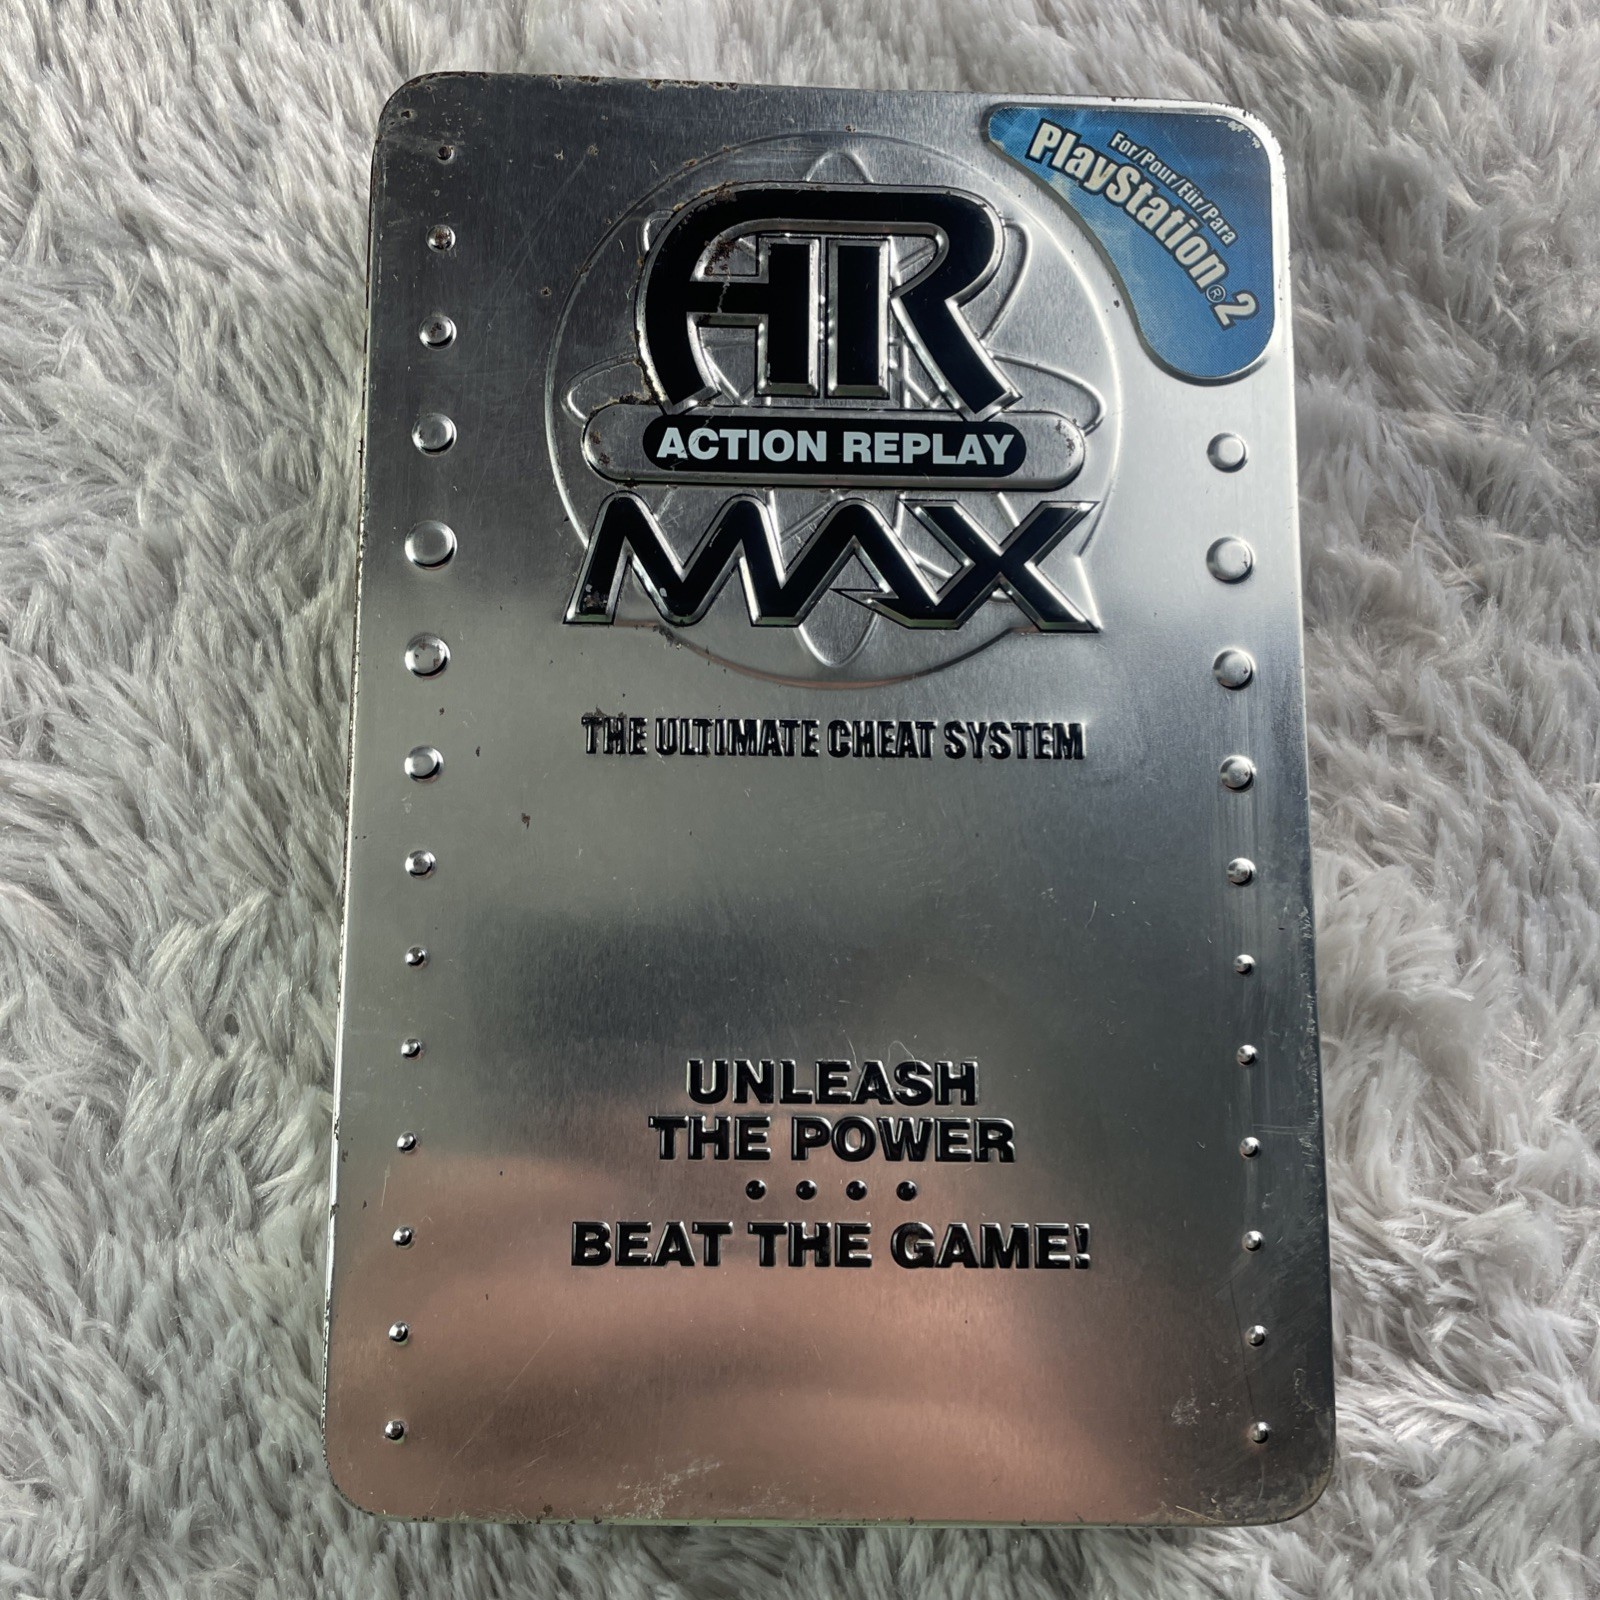 For/Pour/Für/Para
PlayStation®2
AR
ACTION REPLAY
MAX
THE ULTIMATE CHEAT SYSTEM
UNLEASH
THE POWER
• • • •
BEAT THE GAME!